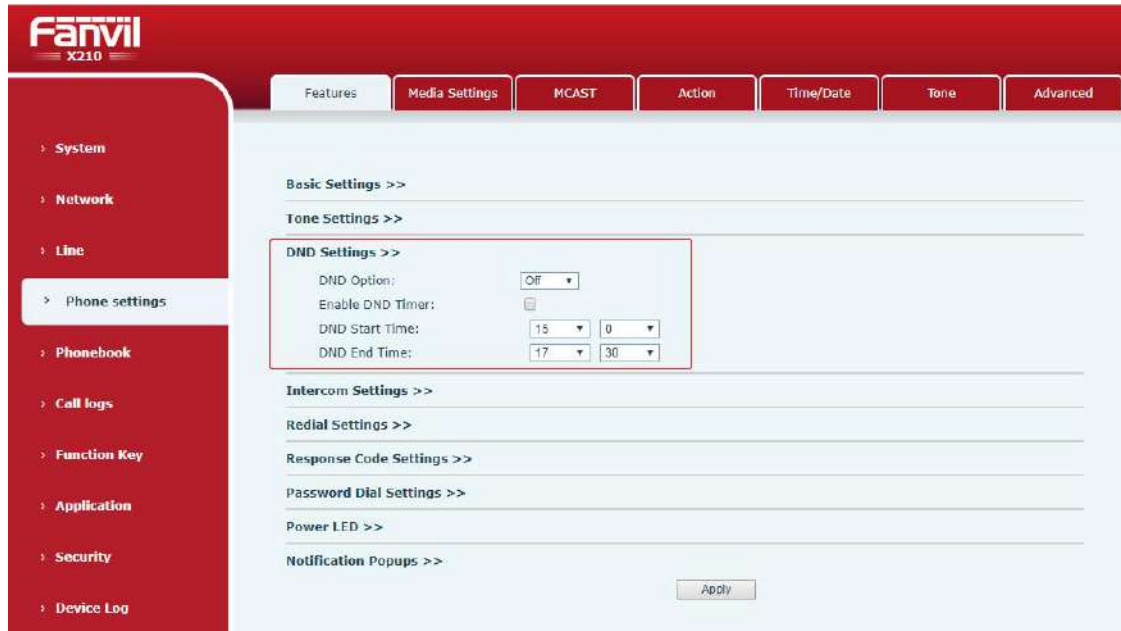 Fanvil
X210
Features Media Settings MCAST Action Time/Date Tone Advanced
› System
› Network
› Line
› Phone settings
› Phonebook
› Call logs
› Function Key
› Application
› Security
› Device Log
Basic Settings >>
Tone Settings >>
DND Settings >>
DND Option: Off
Enable DND Timer:
DND Start Time: 15 0
DND End Time: 17 30
Intercom Settings >>
Redial Settings >>
Response Code Settings >>
Password Dial Settings >>
Power LED >>
Notification Popups >>
Apply